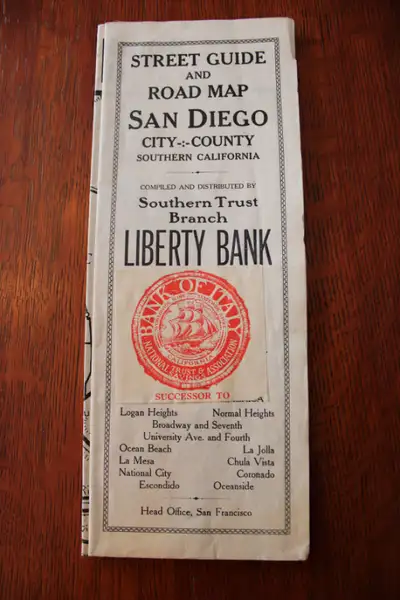 STREET GUIDE
AND
ROAD MAP
SAN DIEGO
CITY-:-COUNTY
SOUTHERN CALIFORNIA
COMPILED AND DISTRIBUTED BY
Southern Trust
Branch
LIBERTY BANK
BANK OF ITALY
CALIFORNIA
NATIONAL TRUST & SAVINGS ASSOCIATION
SUCCESSOR TO
Logan Heights Normal Heights
Broadway and Seventh
University Ave. and Fourth
Ocean Beach La Jolla
La Mesa Chula Vista
National City Coronado
Escondido Oceanside
Head Office, San Francisco